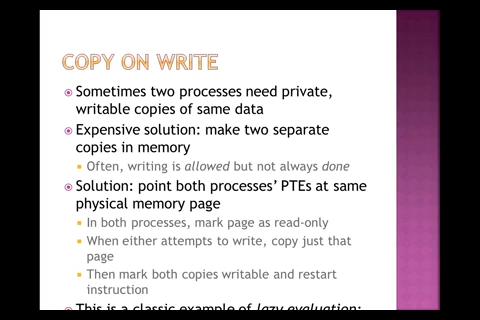 COPY ON WRITE
Sometimes two processes need private,
writable copies of same data
Expensive solution: make two separate
copies in memory
Often, writing is allowed but not always done
Solution: point both processes' PTEs at same
physical memory page
In both processes, mark page as read-only
When either attempts to write, copy just that
page
Then mark both copies writable and restart
instruction
This is a classic example of lazy evaluation: